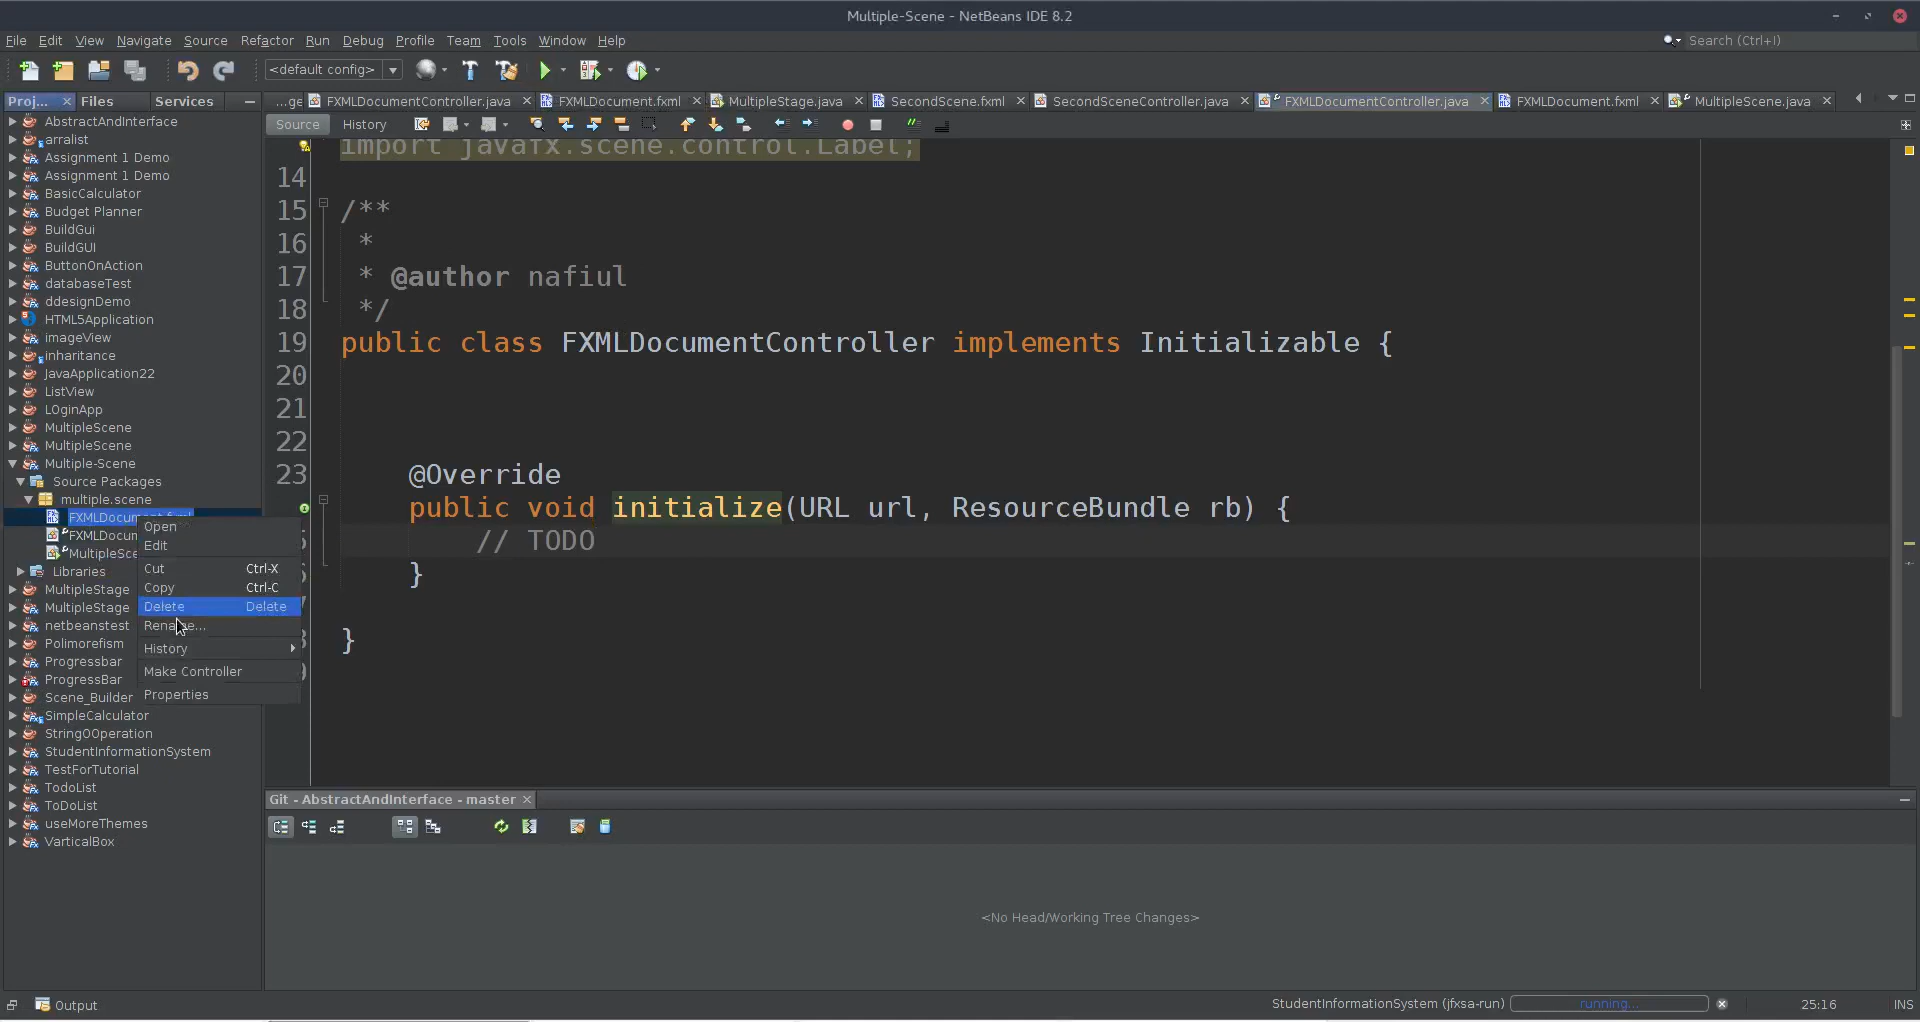 Multiple-Scene - NetBeans IDE 8.2
File Edit View Navigate Source Refactor Run Debug Profile Team Tools Window Help
Search (Ctrl+I)
<default config>
Proj... Files Services
...ge FXMLDocumentController.java FXMLDocument.fxml MultipleStage.java SecondScene.fxml SecondSceneController.java FXMLDocumentController.java FXMLDocument.fxml MultipleScene.java
Source History
AbstractAndInterface
arralist
Assignment 1 Demo
Assignment 1 Demo
BasicCalculator
Budget Planner
BuildGui
BuildGUI
ButtonOnAction
databaseTest
ddesignDemo
HTML5Application
imageView
inheritance
JavaApplication22
ListView
LOginApp
MultipleScene
MultipleScene
Multiple-Scene
Source Packages
multiple.scene
FXMLDocument.fxml
FXMLDocum
MultipleSce
Libraries
MultipleStage
MultipleStage
netbeanstest
Polimorefism
Progressbar
ProgressBar
Scene_Builder
SimpleCalculator
StringOOperation
StudentInformationSystem
TestForTutorial
TodoList
ToDoList
useMoreThemes
VarticalBox
Open
Edit
Cut Ctrl-X
Copy Ctrl-C
Delete Delete
Rename...
History
Make Controller
Properties
import javafx.scene.control.Label;
14
15 /**
16 *
17 * @author nafiul
18 */
19 public class FXMLDocumentController implements Initializable {
20
21
22
23 @Override
public void initialize(URL url, ResourceBundle rb) {
// TODO
}
}
Git - AbstractAndInterface - master
<No Head/Working Tree Changes>
Output
StudentInformationSystem (jfxsa-run) running... 25:16 INS